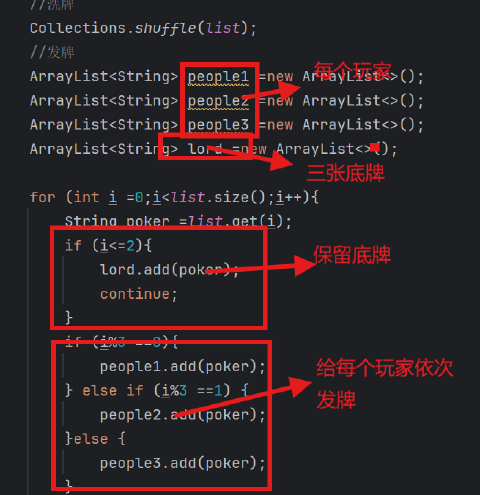 //洗牌
Collections.shuffle(list);
//发牌
ArrayList<String> people1 =new ArrayList<>();
每个玩家
ArrayList<String> people2 =new ArrayList<>();
ArrayList<String> people3 =new ArrayList<>();
ArrayList<String> lord =new ArrayList<>();
三张底牌
for (int i =0;i<list.size();i++){
String poker =list.get(i);
if (i<=2){
保留底牌
lord.add(poker);
continue;
}
if (i%3 ==0){
people1.add(poker);
给每个玩家依次
} else if (i%3 ==1) {
发牌
people2.add(poker);
}else {
people3.add(poker);
}